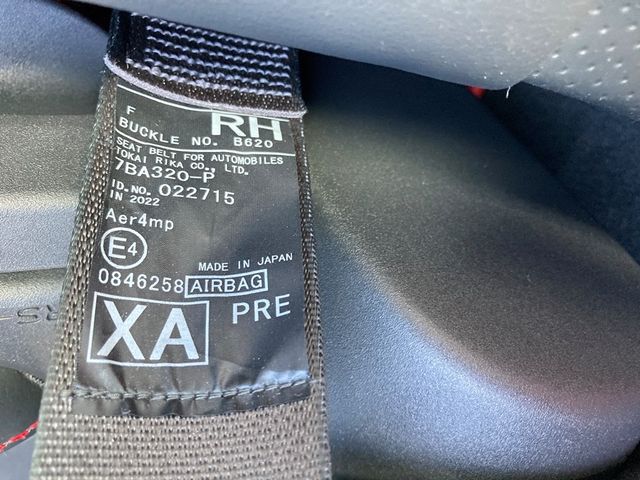 F RH
BUCKLE NO. B620
SEAT BELT FOR AUTOMOBILES
TOKAI RIKA CO., LTD.
7BA320-P
ID.NO. 022715
IN 2022
Aer4mp
E4
MADE IN JAPAN
0846258 AIRBAG
XA PRE
RS